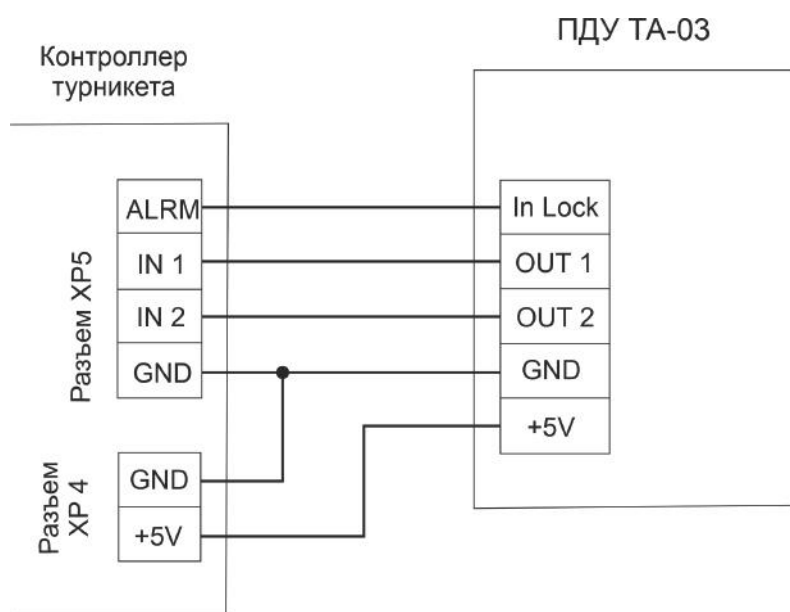 ПДУ ТА-03
Контроллер
турникета
Разъем XP5
ALRM
IN 1
IN 2
GND
In Lock
OUT 1
OUT 2
GND
+5V
Разъем
XP 4
GND
+5V